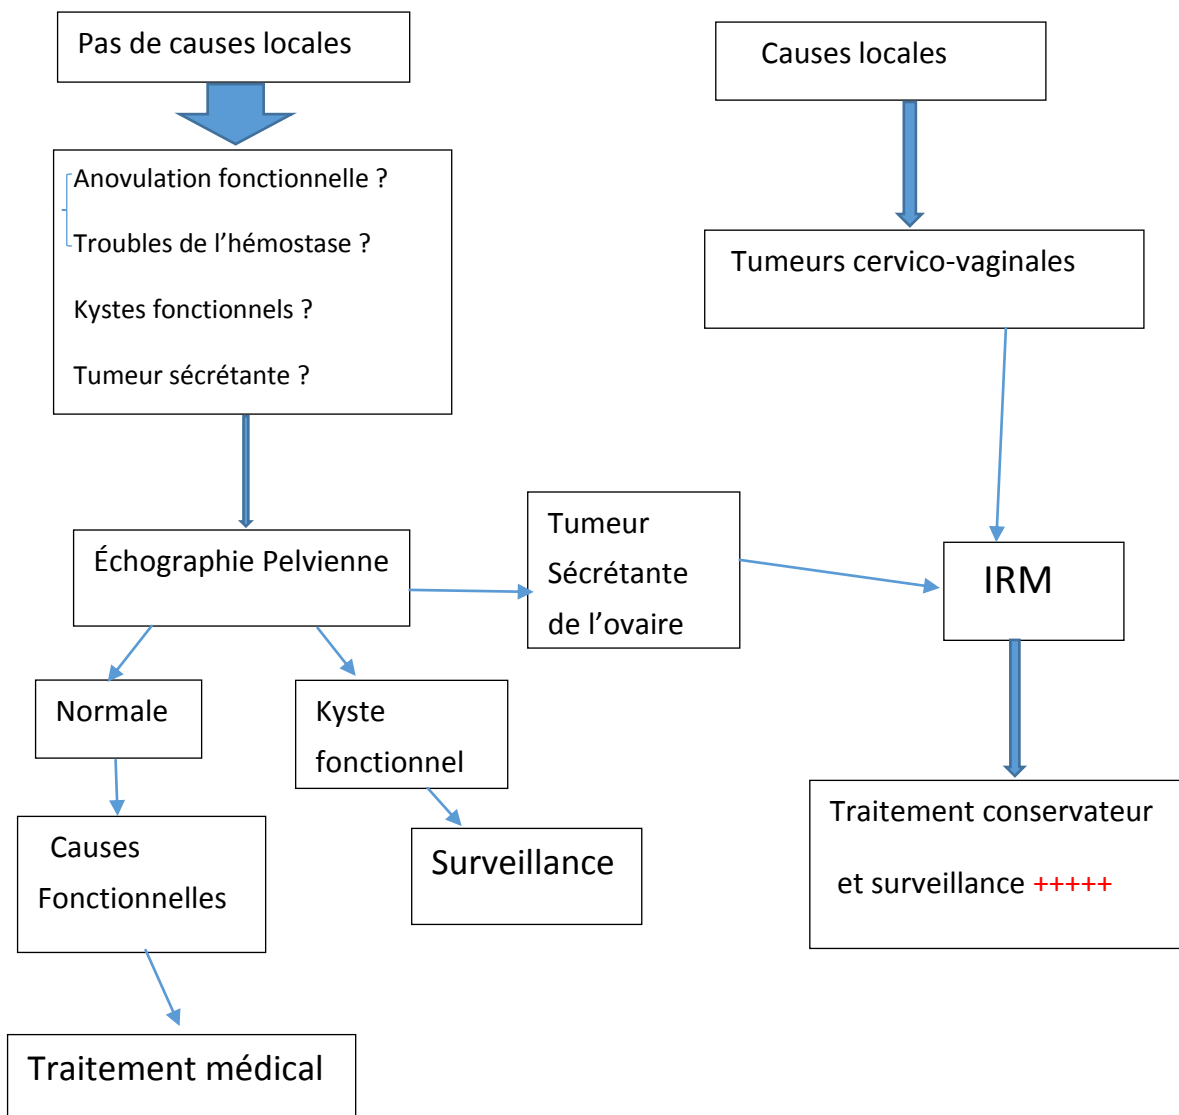 Pas de causes locales
Causes locales
Anovulation fonctionnelle ?
Troubles de l’hémostase ?
Kystes fonctionnels ?
Tumeur sécrétante ?
Tumeurs cervico-vaginales
Échographie Pelvienne
Tumeur
Sécrétante
de l’ovaire
IRM
Normale
Kyste
fonctionnel
Causes
Fonctionnelles
Surveillance
Traitement conservateur
et surveillance +++++
Traitement médical